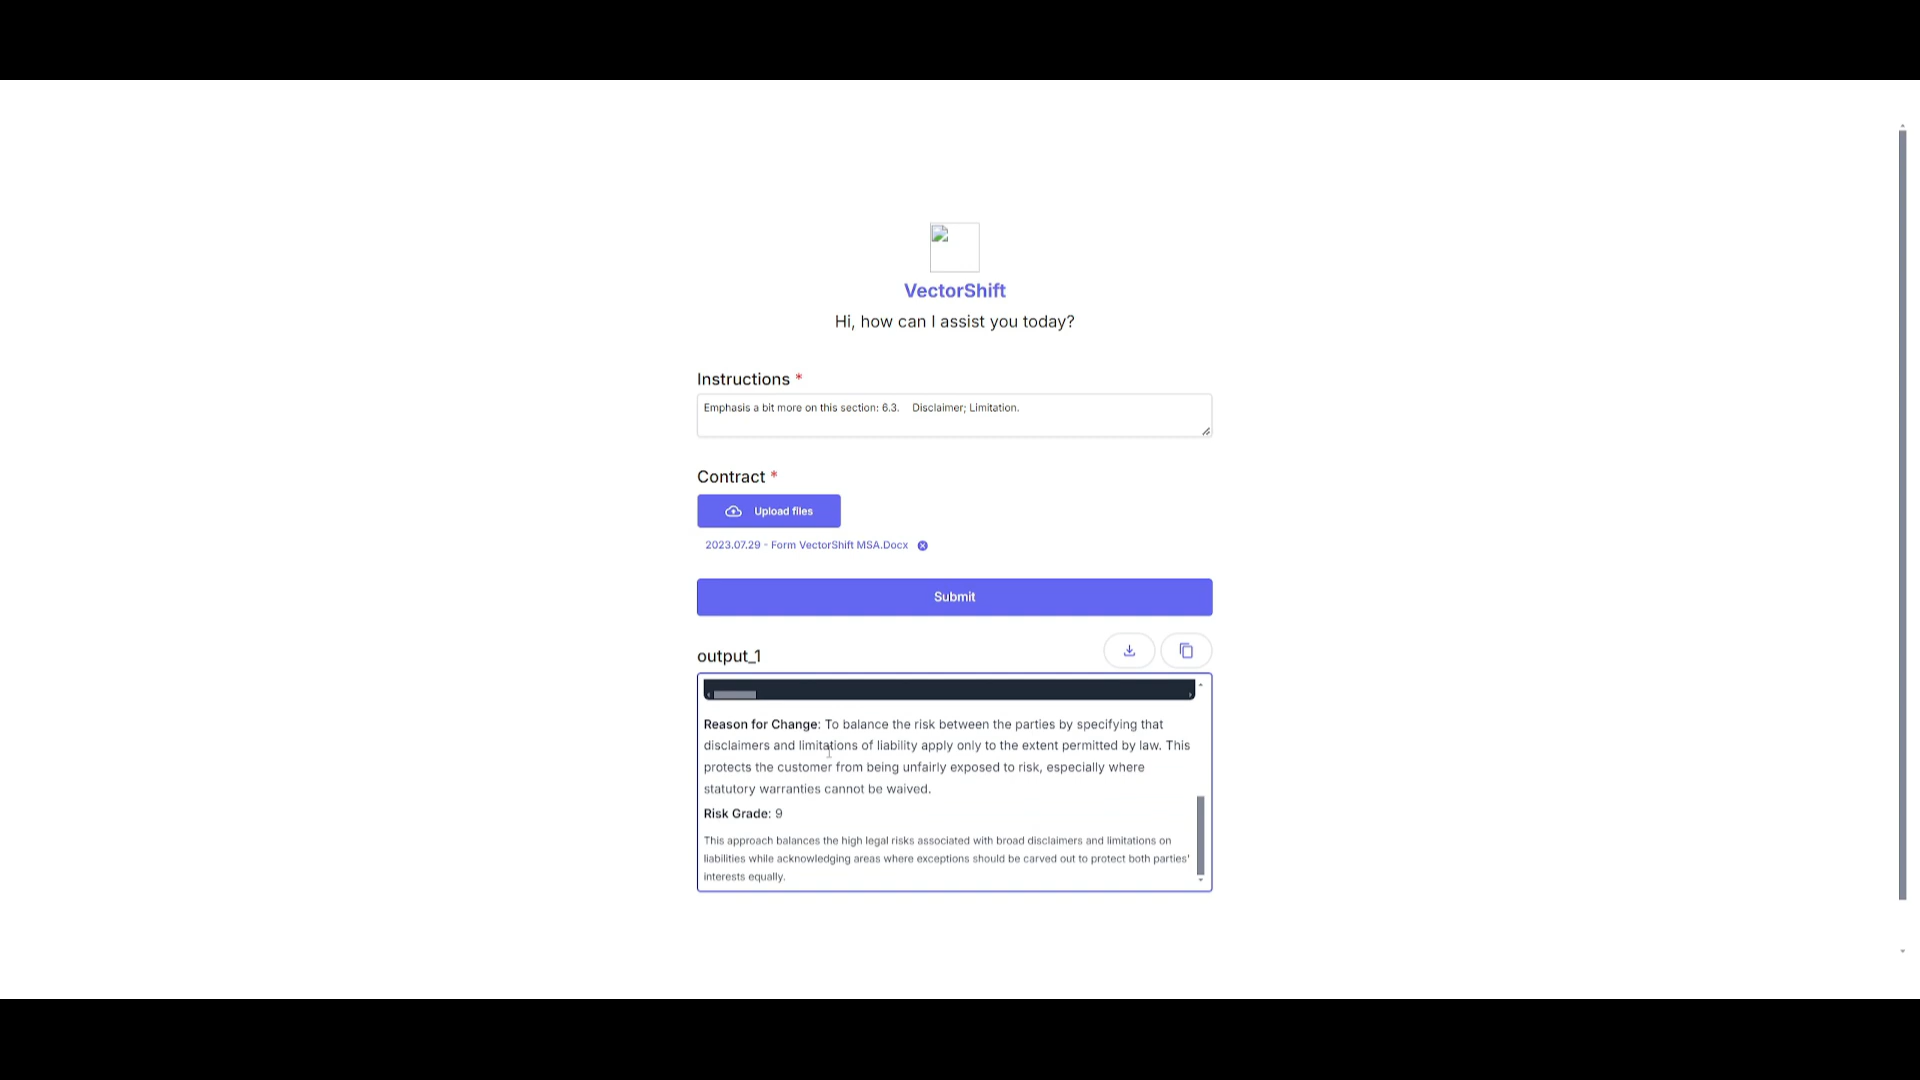 VectorShift
Hi, how can I assist you today?
Instructions *
Emphasis a bit more on this section: 6.3. Disclaimer; Limitation.
Contract *
Upload files
2023.07.29 - Form VectorShift MSA.Docx
Submit
output_1
Reason for Change: To balance the risk between the parties by specifying that
disclaimers and limitations of liability apply only to the extent permitted by law. This
protects the customer from being unfairly exposed to risk, especially where
statutory warranties cannot be waived.
Risk Grade: 9
This approach balances the high legal risks associated with broad disclaimers and limitations on
liabilities while acknowledging areas where exceptions should be carved out to protect both parties'
interests equally.